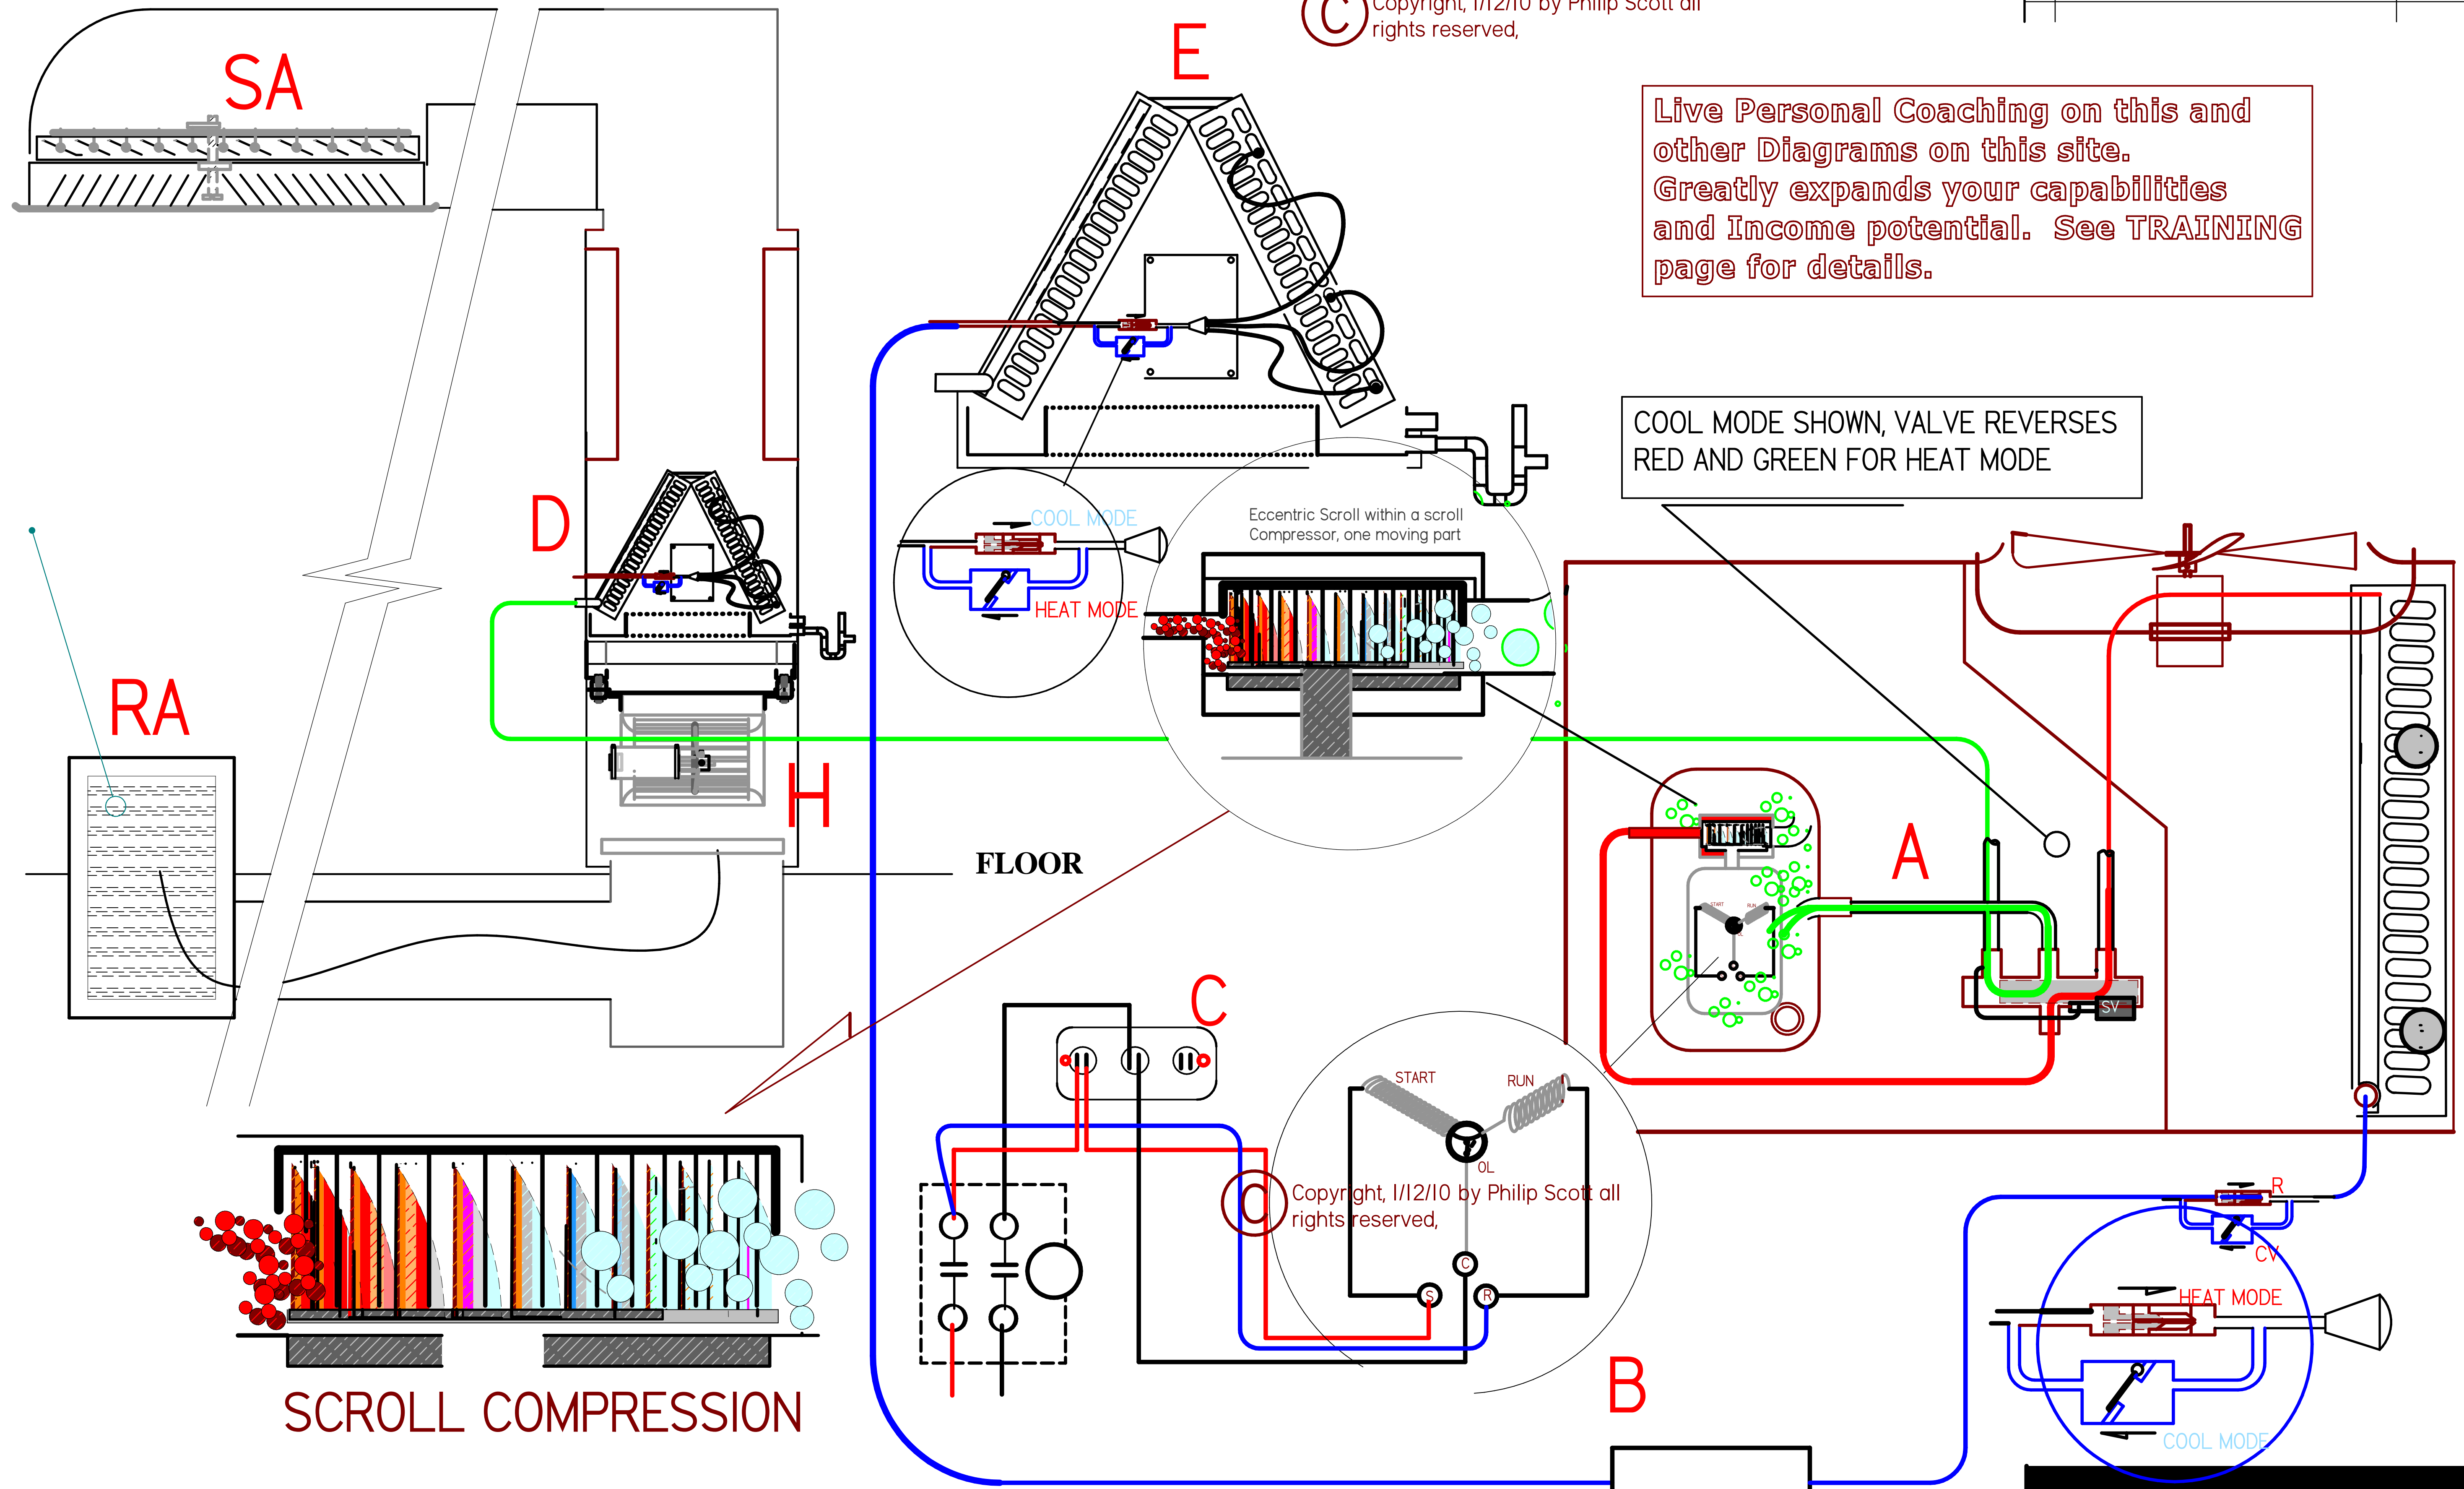 Copyright, 1/12/10 by Philip Scott all
rights reserved,
C
SA
E
Live Personal Coaching on this and
other Diagrams on this site.
Greatly expands your capabilities
and Income potential.  See TRAINING
page for details.
COOL MODE SHOWN, VALVE REVERSES
RED AND GREEN FOR HEAT MODE
D
COOL MODE
HEAT MODE
Eccentric Scroll within a scroll
Compressor, one moving part
RA
H
FLOOR
A
START
RUN
OL
SV
C
START
RUN
OL
C
Copyright, 1/12/10 by Philip Scott all
rights reserved,
C
S
R
R
CV
HEAT MODE
COOL MODE
B
SCROLL COMPRESSION